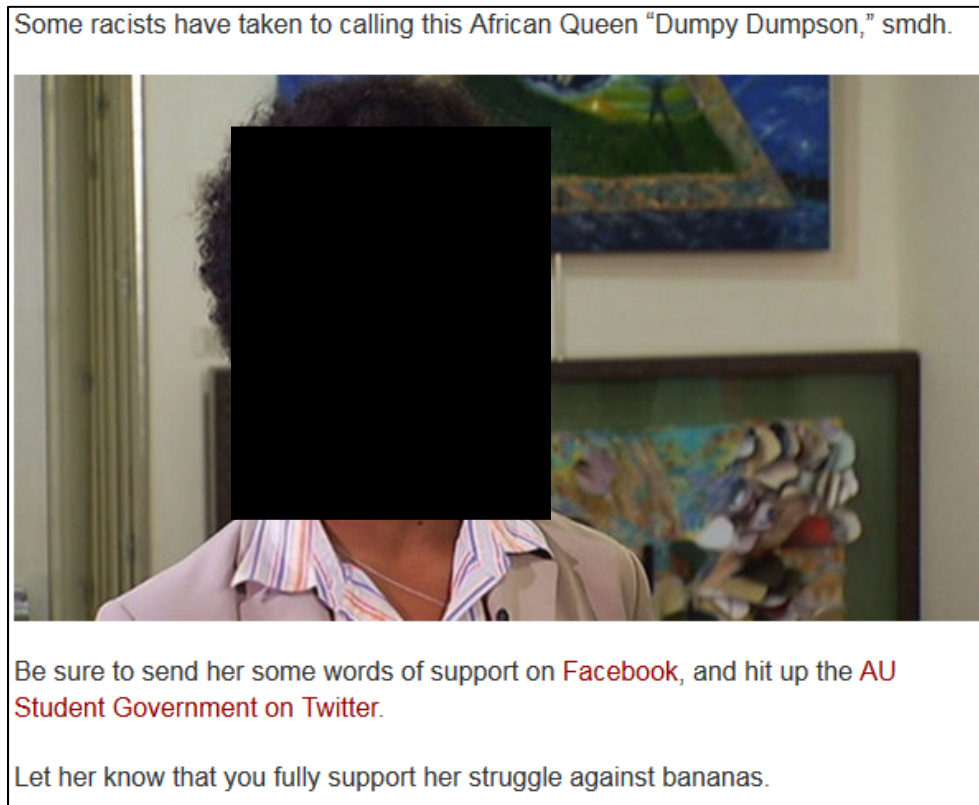 Some racists have taken to calling this African Queen “Dumpy Dumpson,” smdh.
Be sure to send her some words of support on Facebook, and hit up the AU
Student Government on Twitter.
Let her know that you fully support her struggle against bananas.